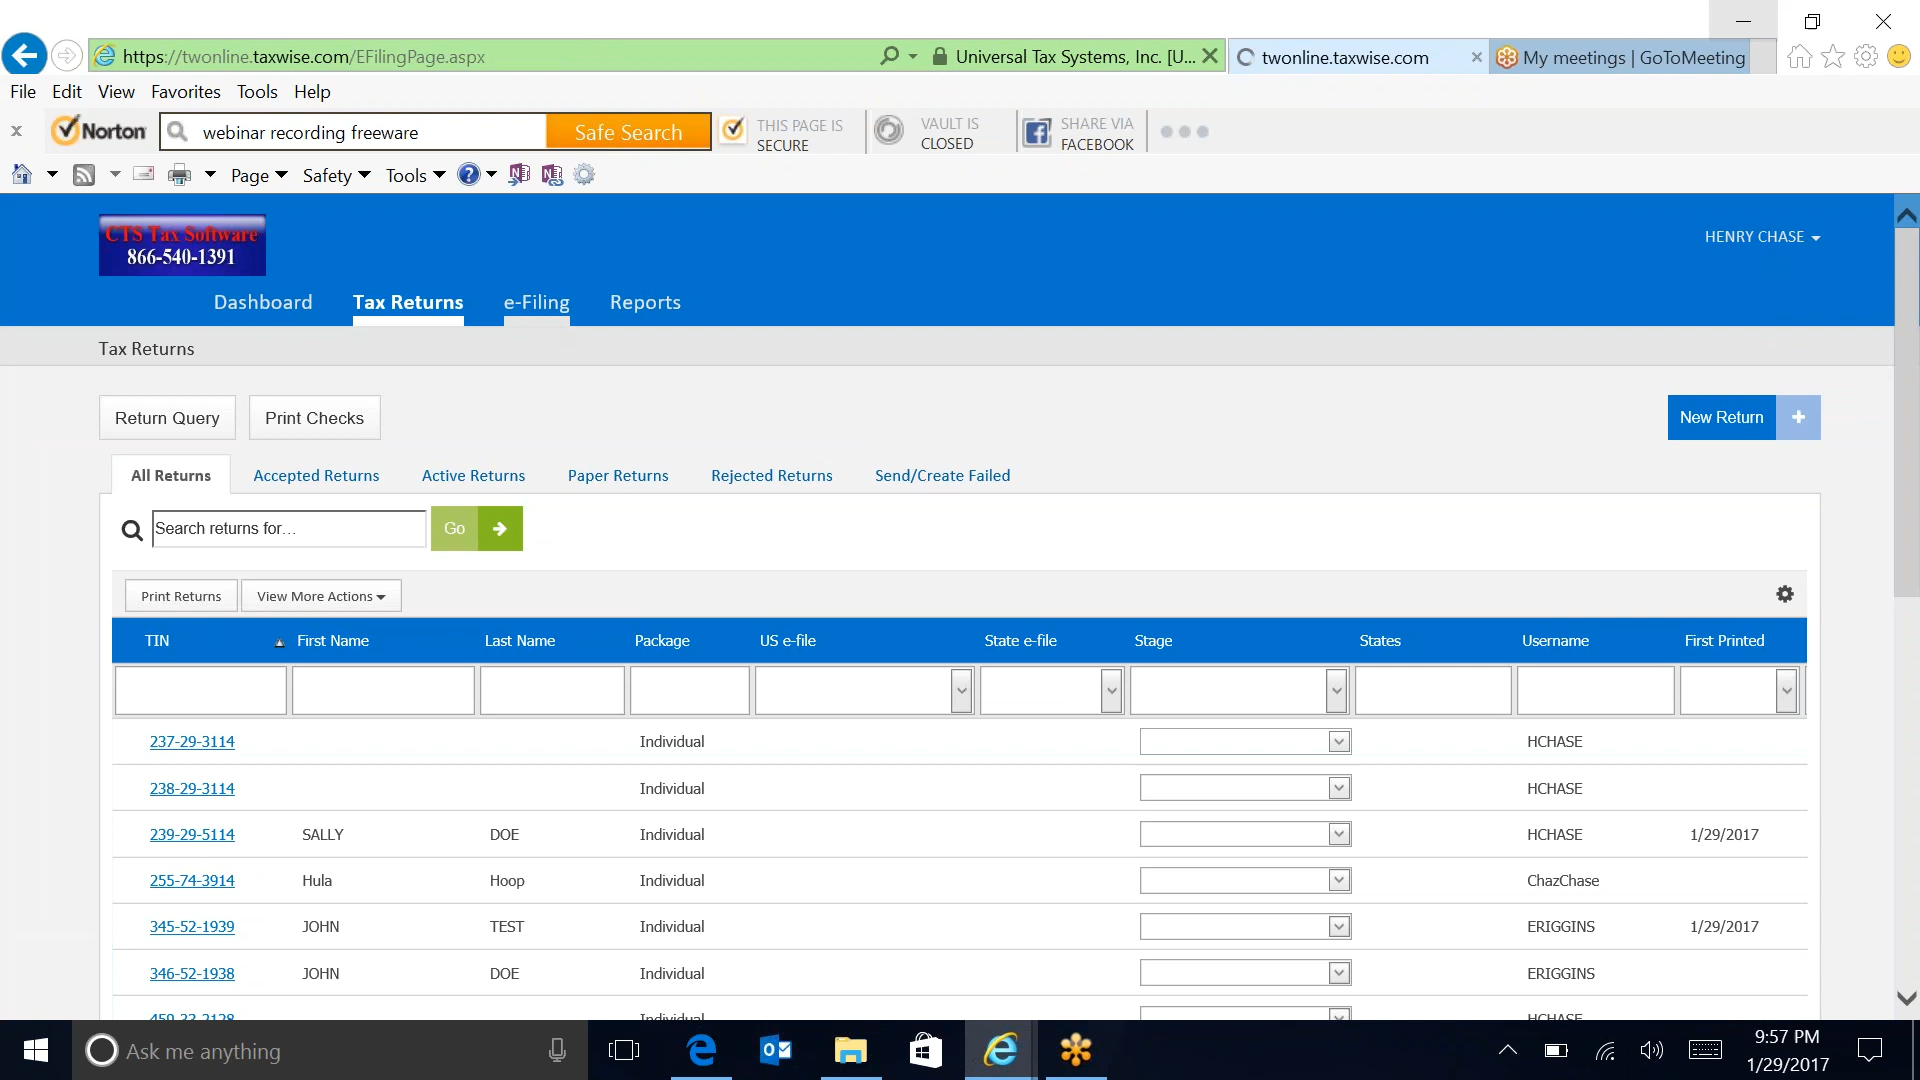 https://twonline.taxwise.com/EFilingPage.aspx
Universal Tax Systems, Inc. [U...
twonline.taxwise.com
My meetings | GoToMeeting
File Edit View Favorites Tools Help
Norton
webinar recording freeware
Safe Search
THIS PAGE IS
SECURE
VAULT IS
CLOSED
SHARE VIA
FACEBOOK
Page Safety Tools
CTS Tax Software
866-540-1391
HENRY CHASE
Dashboard Tax Returns e-Filing Reports
Tax Returns
Return Query Print Checks New Return +
All Returns Accepted Returns Active Returns Paper Returns Rejected Returns Send/Create Failed
Search returns for... Go
Print Returns View More Actions
TIN First Name Last Name Package US e-file State e-file Stage States Username First Printed
237-29-3114 Individual HCHASE
238-29-3114 Individual HCHASE
239-29-5114 SALLY DOE Individual HCHASE 1/29/2017
255-74-3914 Hula Hoop Individual ChazChase
345-52-1939 JOHN TEST Individual ERIGGINS 1/29/2017
346-52-1938 JOHN DOE Individual ERIGGINS
459-33-2128 Individual HCHASE
Ask me anything
9:57 PM
1/29/2017